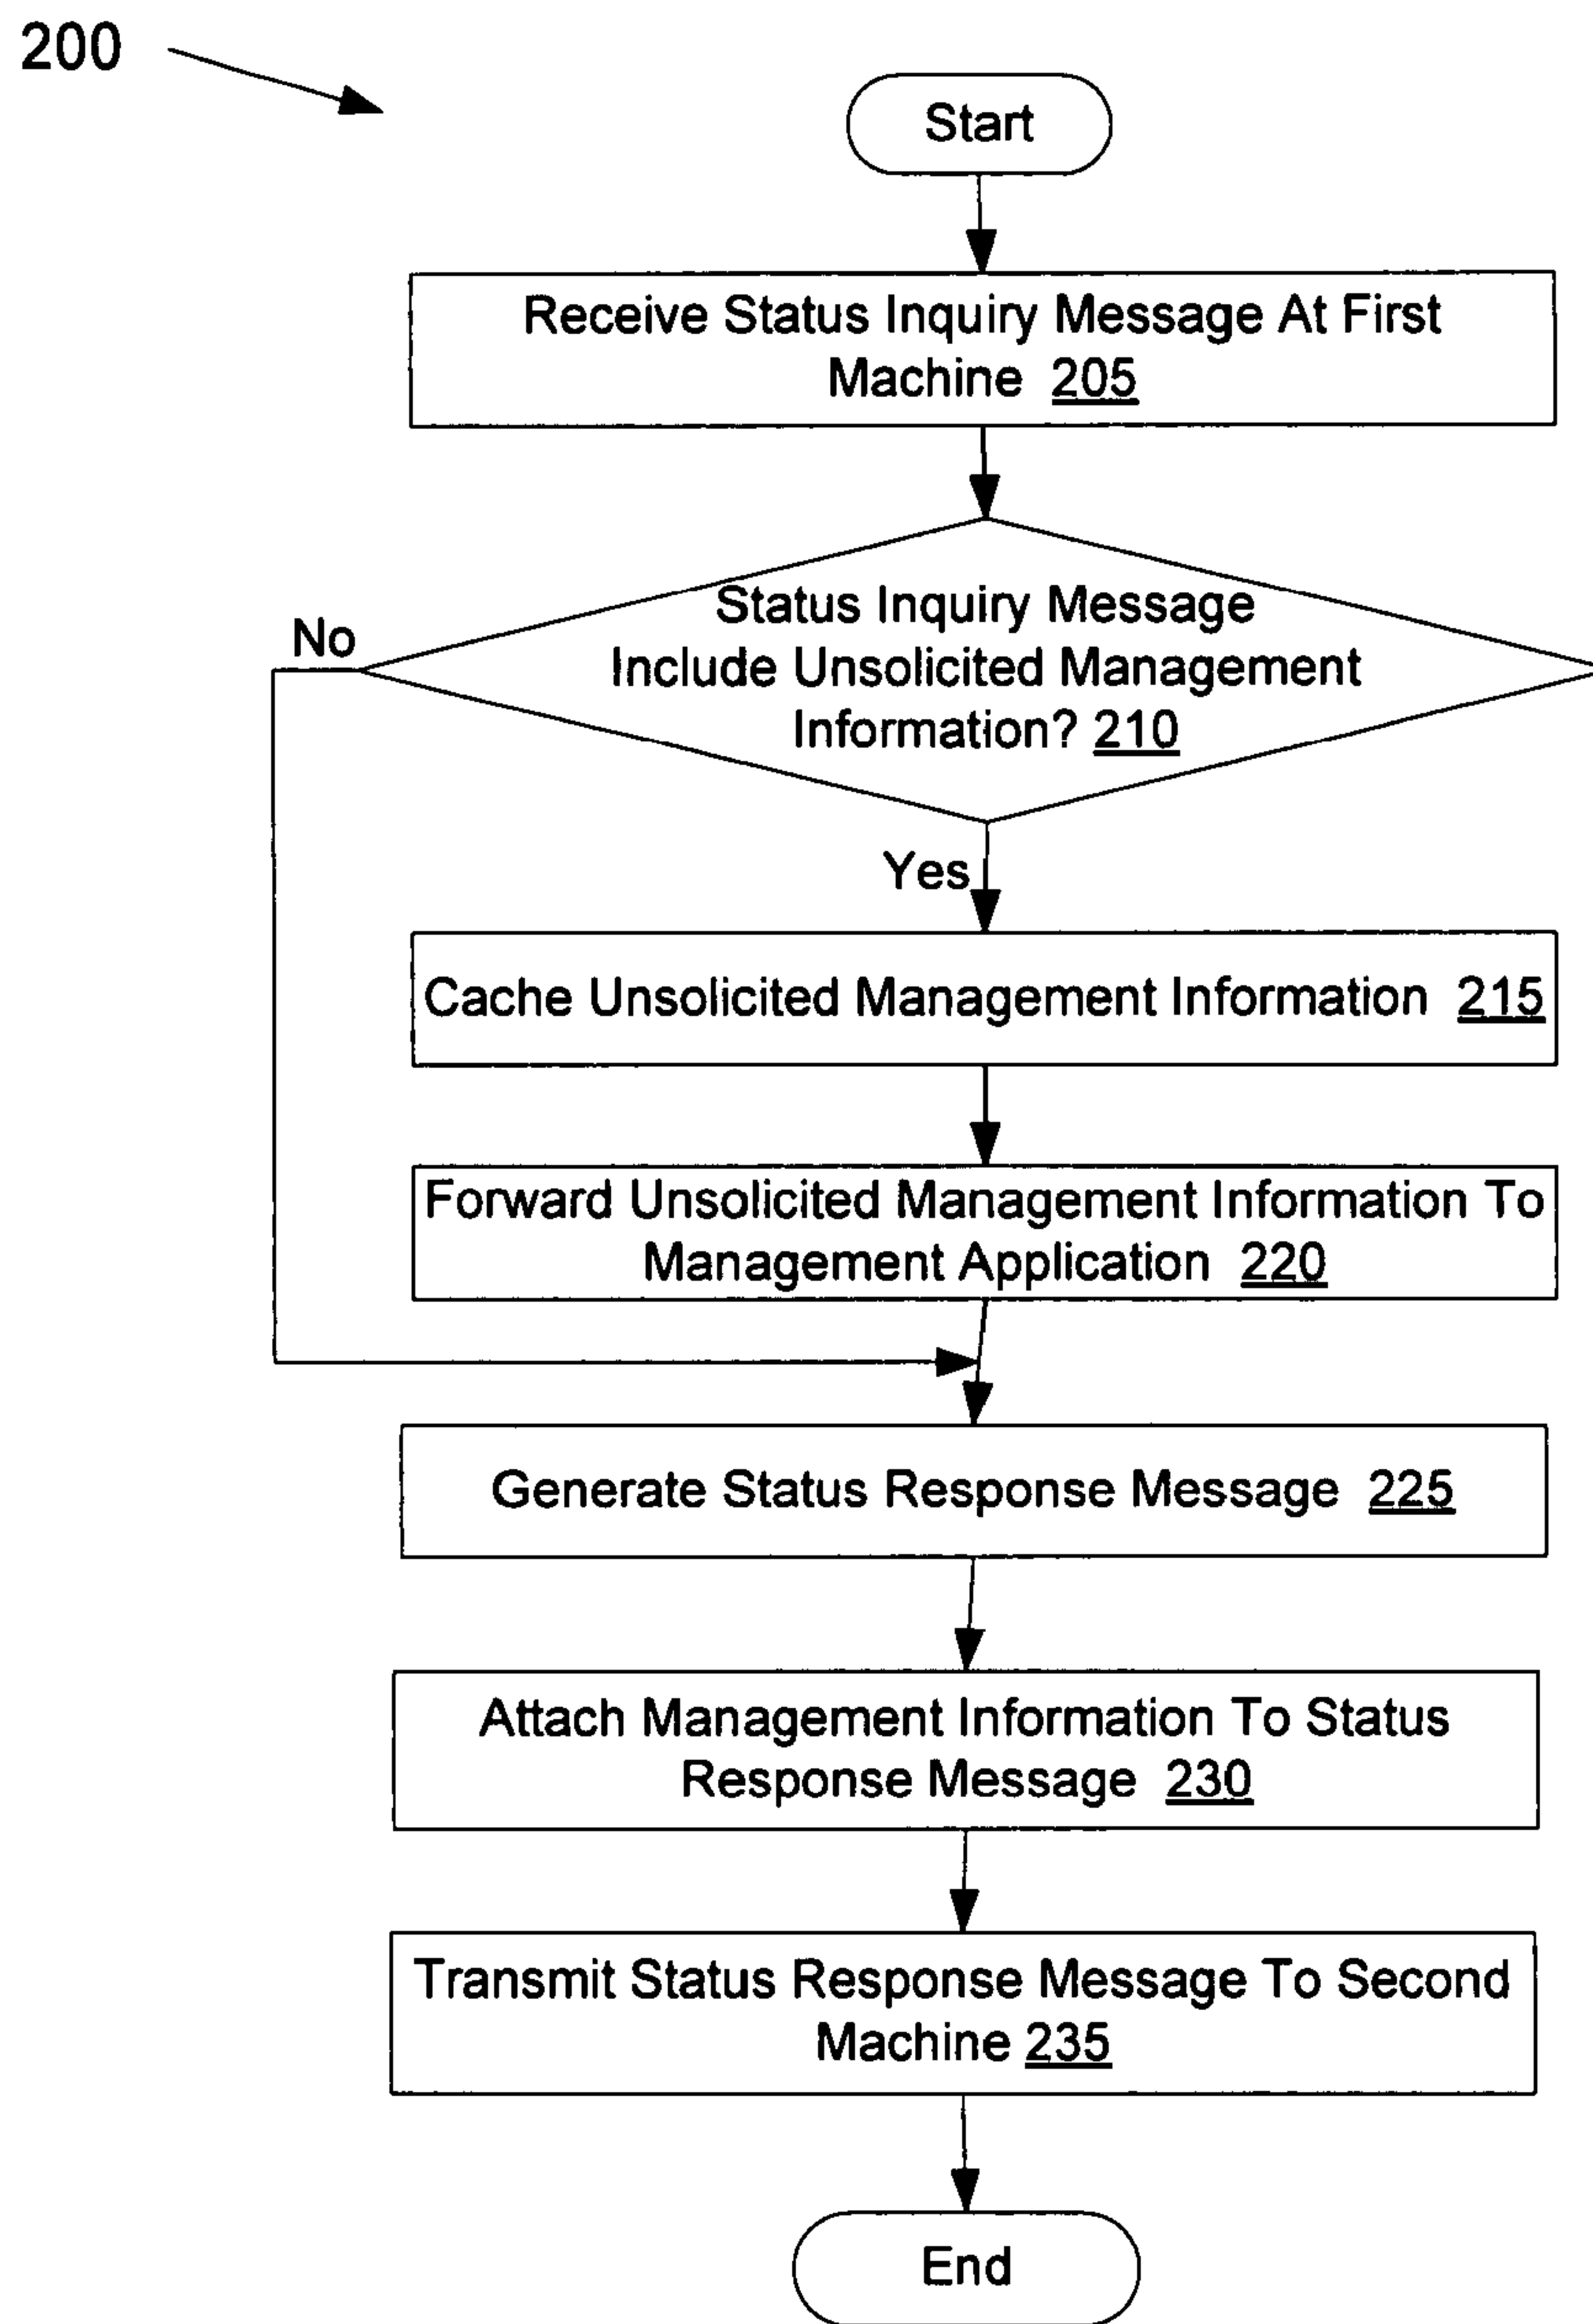 200
Start
Receive Status Inquiry Message At First
Machine 205
Status Inquiry Message
Include Unsolicited Management
Information? 210
No
Yes
Cache Unsolicited Management Information 215
Forward Unsolicited Management Information To
Management Application 220
Generate Status Response Message 225
Attach Management Information To Status
Response Message 230
Transmit Status Response Message To Second
Machine 235
End